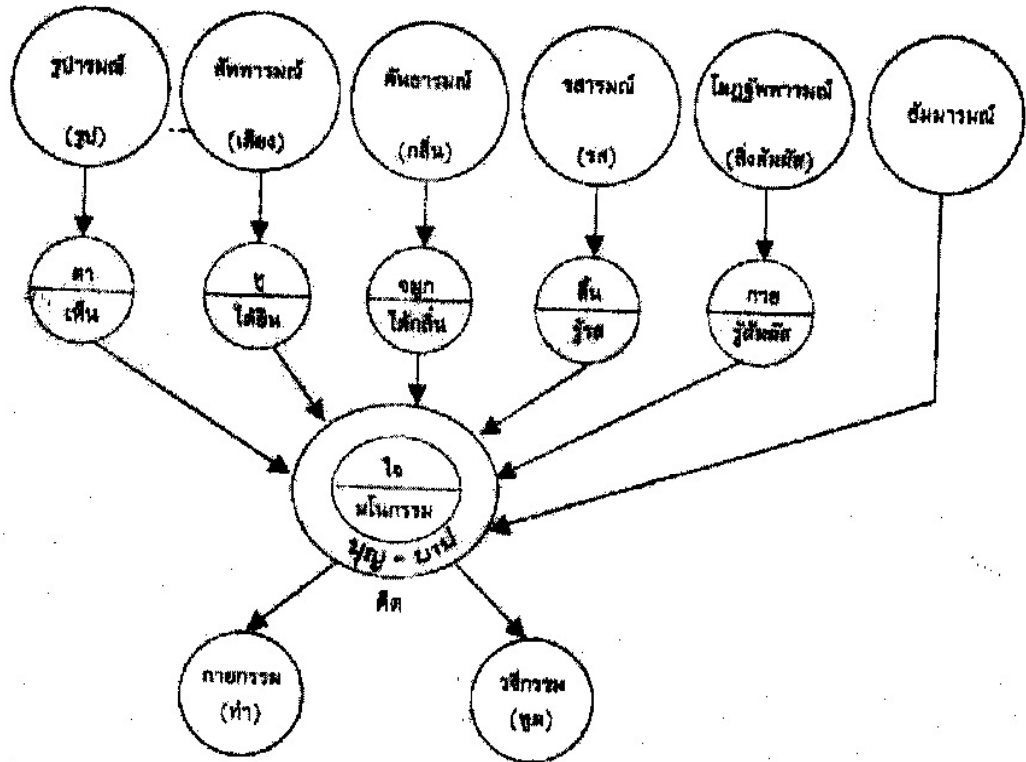 รูปารมณ์
(รูป)
สัททารมณ์
(เสียง)
คันธารมณ์
(กลิ่น)
รสารมณ์
(รส)
โผฏฐัพพารมณ์
(สิ่งสัมผัส)
ธัมมารมณ์
ตา
เห็น
หู
ได้ยิน
จมูก
ได้กลิ่น
ลิ้น
รู้รส
กาย
รู้สัมผัส
ใจ
มโนกรรม
บุญ - บาป
คิด
กายกรรม
(ทำ)
วจีกรรม
(พูด)